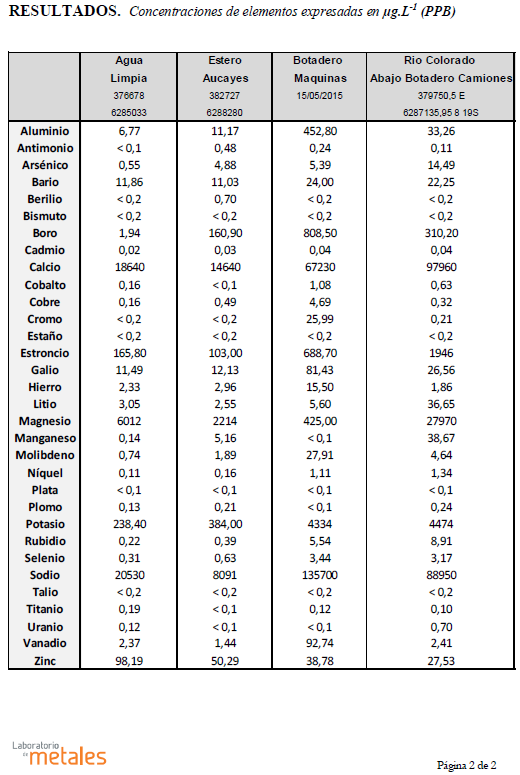 RESULTADOS. Concentraciones de elementos expresadas en µg.L-1 (PPB)
Agua Limpia 376678 6285033
Estero Aucayes 382727 6288280
Botadero Maquinas 15/05/2015
Rio Colorado Abajo Botadero Camiones 379750,5 E 6287135,95 8 19S
Aluminio 6,77 11,17 452,80 33,26
Antimonio < 0,1 0,48 0,24 0,11
Arsénico 0,55 4,88 5,39 14,49
Bario 11,86 11,03 24,00 22,25
Berilio < 0,2 0,70 < 0,2 < 0,2
Bismuto < 0,2 < 0,2 < 0,2 < 0,2
Boro 1,94 160,90 808,50 310,20
Cadmio 0,02 0,03 0,04 0,04
Calcio 18640 14640 67230 97960
Cobalto 0,16 < 0,1 1,08 0,63
Cobre 0,16 0,49 4,69 0,32
Cromo < 0,2 < 0,2 25,99 0,21
Estaño < 0,2 < 0,2 < 0,2 < 0,2
Estroncio 165,80 103,00 688,70 1946
Galio 11,49 12,13 81,43 26,56
Hierro 2,33 2,96 15,50 1,86
Litio 3,05 2,55 5,60 36,65
Magnesio 6012 2214 425,00 27970
Manganeso 0,14 5,16 < 0,1 38,67
Molibdeno 0,74 1,89 27,91 4,64
Níquel 0,11 0,16 1,11 1,34
Plata < 0,1 < 0,1 < 0,1 < 0,1
Plomo 0,13 0,21 < 0,1 0,24
Potasio 238,40 384,00 4334 4474
Rubidio 0,22 0,39 5,54 8,91
Selenio 0,31 0,63 3,44 3,17
Sodio 20530 8091 135700 88950
Talio < 0,2 < 0,2 < 0,2 < 0,2
Titanio 0,19 < 0,1 0,12 0,10
Uranio 0,12 < 0,1 < 0,1 0,70
Vanadio 2,37 1,44 92,74 2,41
Zinc 98,19 50,29 38,78 27,53
Laboratorio
de metales
Página 2 de 2